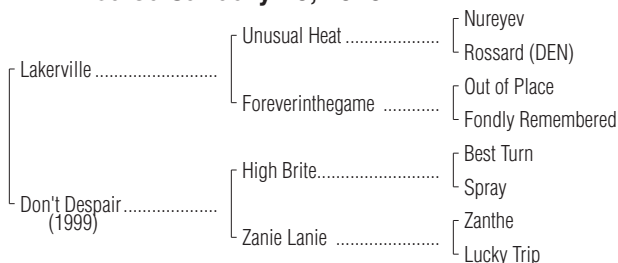 Nureyev
Unusual Heat ....................
Rossard (DEN)
Lakerville ..........................
Out of Place
Foreverinthegame ............
Fondly Remembered
Best Turn
High Brite..........................
Spray
Don't Despair....................
(1999)
Zanthe
Zanie Lanie ......................
Lucky Trip